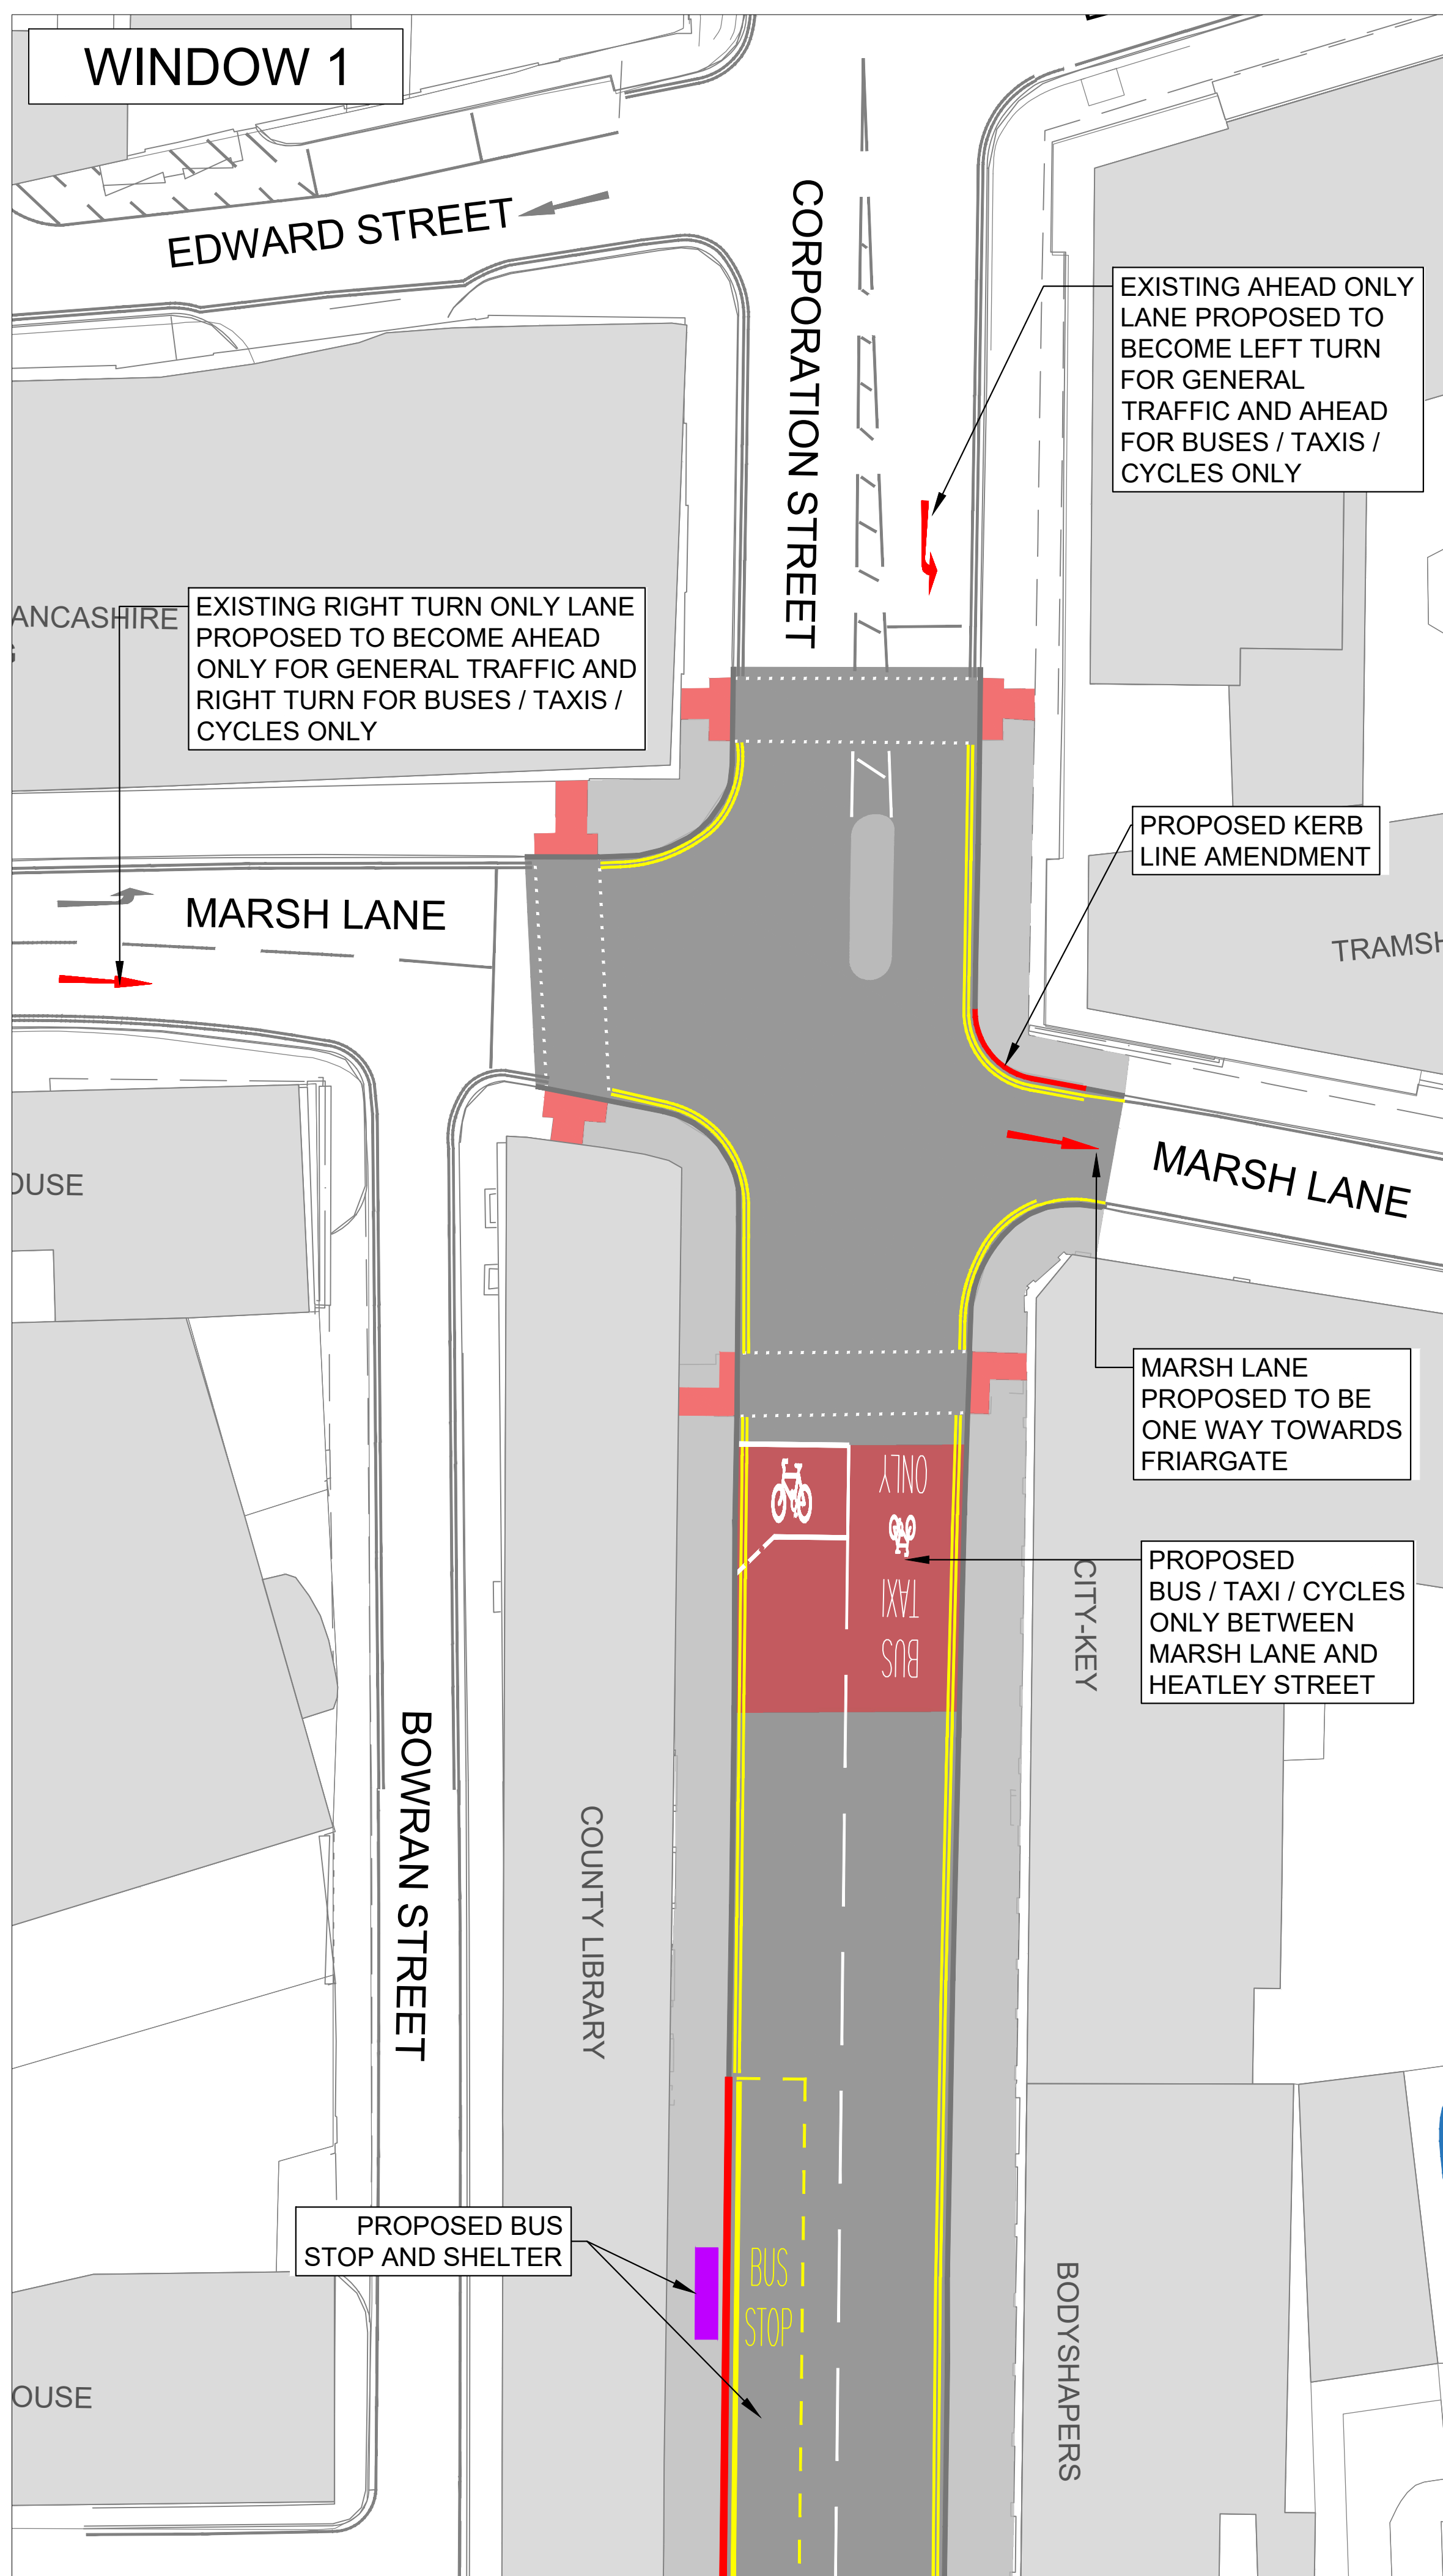 WINDOW 1
EDWARD STREET
CORPORATION STREET
EXISTING AHEAD ONLY
LANE PROPOSED TO
BECOME LEFT TURN
FOR GENERAL
TRAFFIC AND AHEAD
FOR BUSES / TAXIS /
CYCLES ONLY
ANCASHIRE
EXISTING RIGHT TURN ONLY LANE
PROPOSED TO BECOME AHEAD
ONLY FOR GENERAL TRAFFIC AND
RIGHT TURN FOR BUSES / TAXIS /
CYCLES ONLY
PROPOSED KERB
LINE AMENDMENT
MARSH LANE
TRAMSH
MARSH LANE
OUSE
MARSH LANE
PROPOSED TO BE
ONE WAY TOWARDS
FRIARGATE
ONLY
TAXI
BUS
PROPOSED
BUS / TAXI / CYCLES
ONLY BETWEEN
MARSH LANE AND
HEATLEY STREET
CITY-KEY
BOWRAN STREET
COUNTY LIBRARY
PROPOSED BUS
STOP AND SHELTER
BUS
STOP
BODYSHAPERS
OUSE